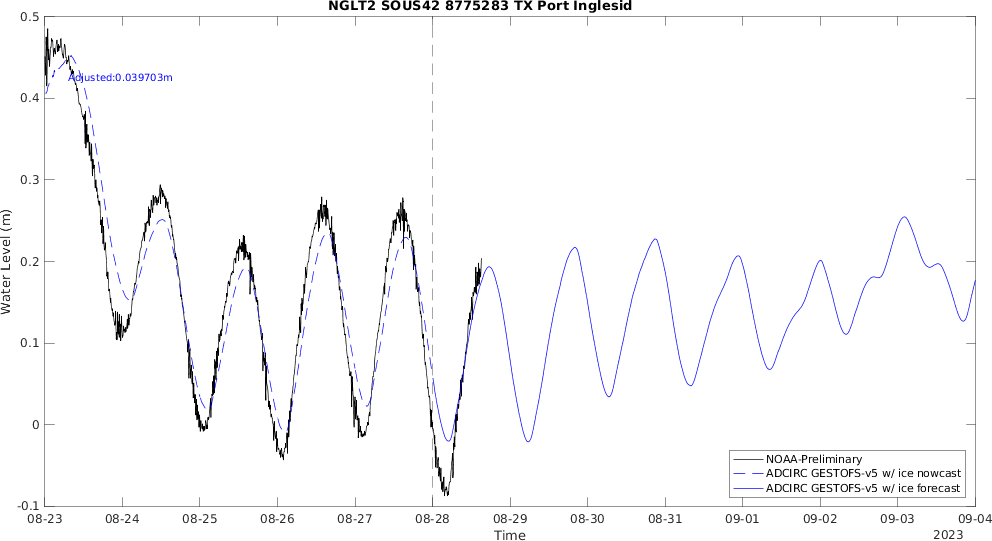 NGLT2 SOUS42 8775283 TX Port Inglesid
Water Level (m)
0.5
0.4
0.3
0.2
0.1
0
-0.1
Adjusted:0.039703m
NOAA-Preliminary
ADCIRC GESTOFS-v5 w/ ice nowcast
ADCIRC GESTOFS-v5 w/ ice forecast
08-23 08-24 08-25 08-26 08-27 08-28 08-29 08-30 08-31 09-01 09-02 09-03 09-04
Time
2023